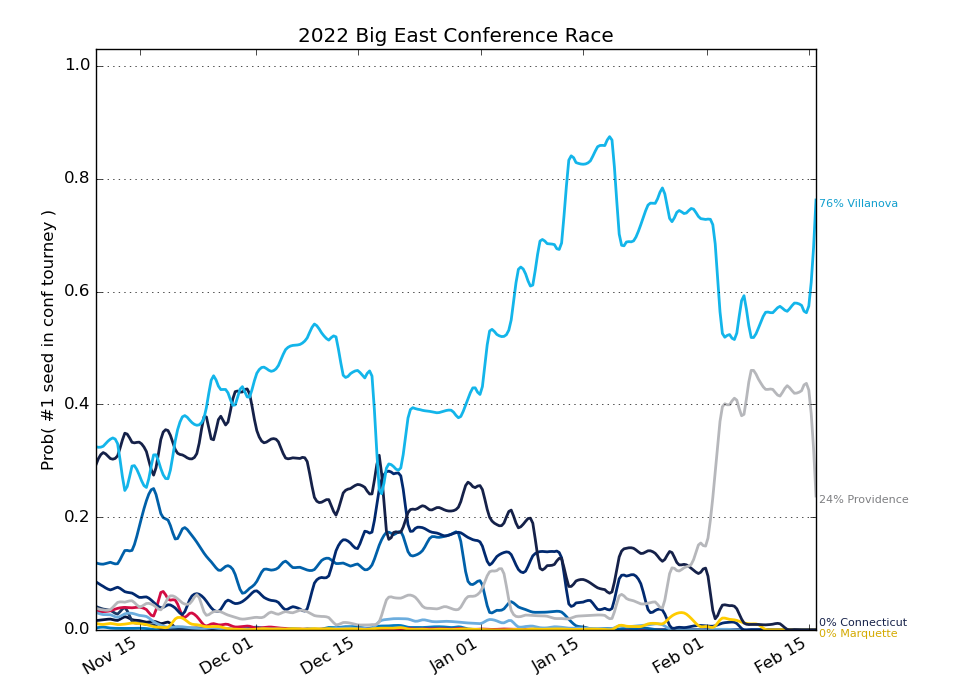 2022 Big East Conference Race
Prob( #1 seed in conf tourney )
1.0
0.8
0.6
0.4
0.2
0.0
76% Villanova
24% Providence
0% Connecticut
0% Marquette
Nov 15
Dec 01
Dec 15
Jan 01
Jan 15
Feb 01
Feb 15